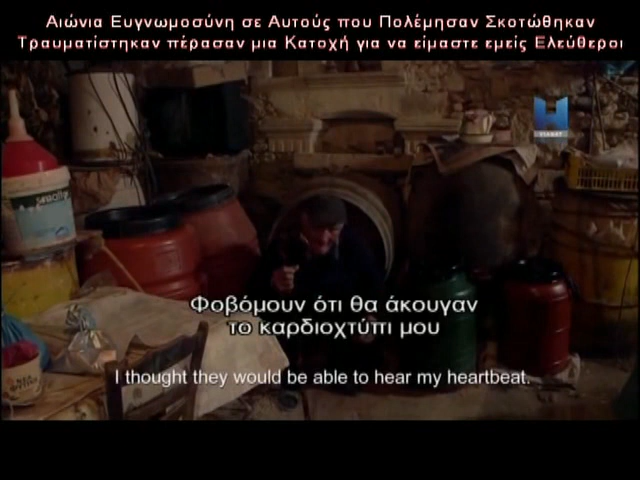 Αιώνια Ευγνωμοσύνη σε Αυτούς που Πολέμησαν Σκοτώθηκαν
Τραυματίστηκαν πέρασαν μια Κατοχή για να είμαστε εμείς Ελεύθεροι
H
VIASAT
Φοβόμουν ότι θα άκουγαν
το καρδιοχτύπι μου
I thought they would be able to hear my heartbeat.